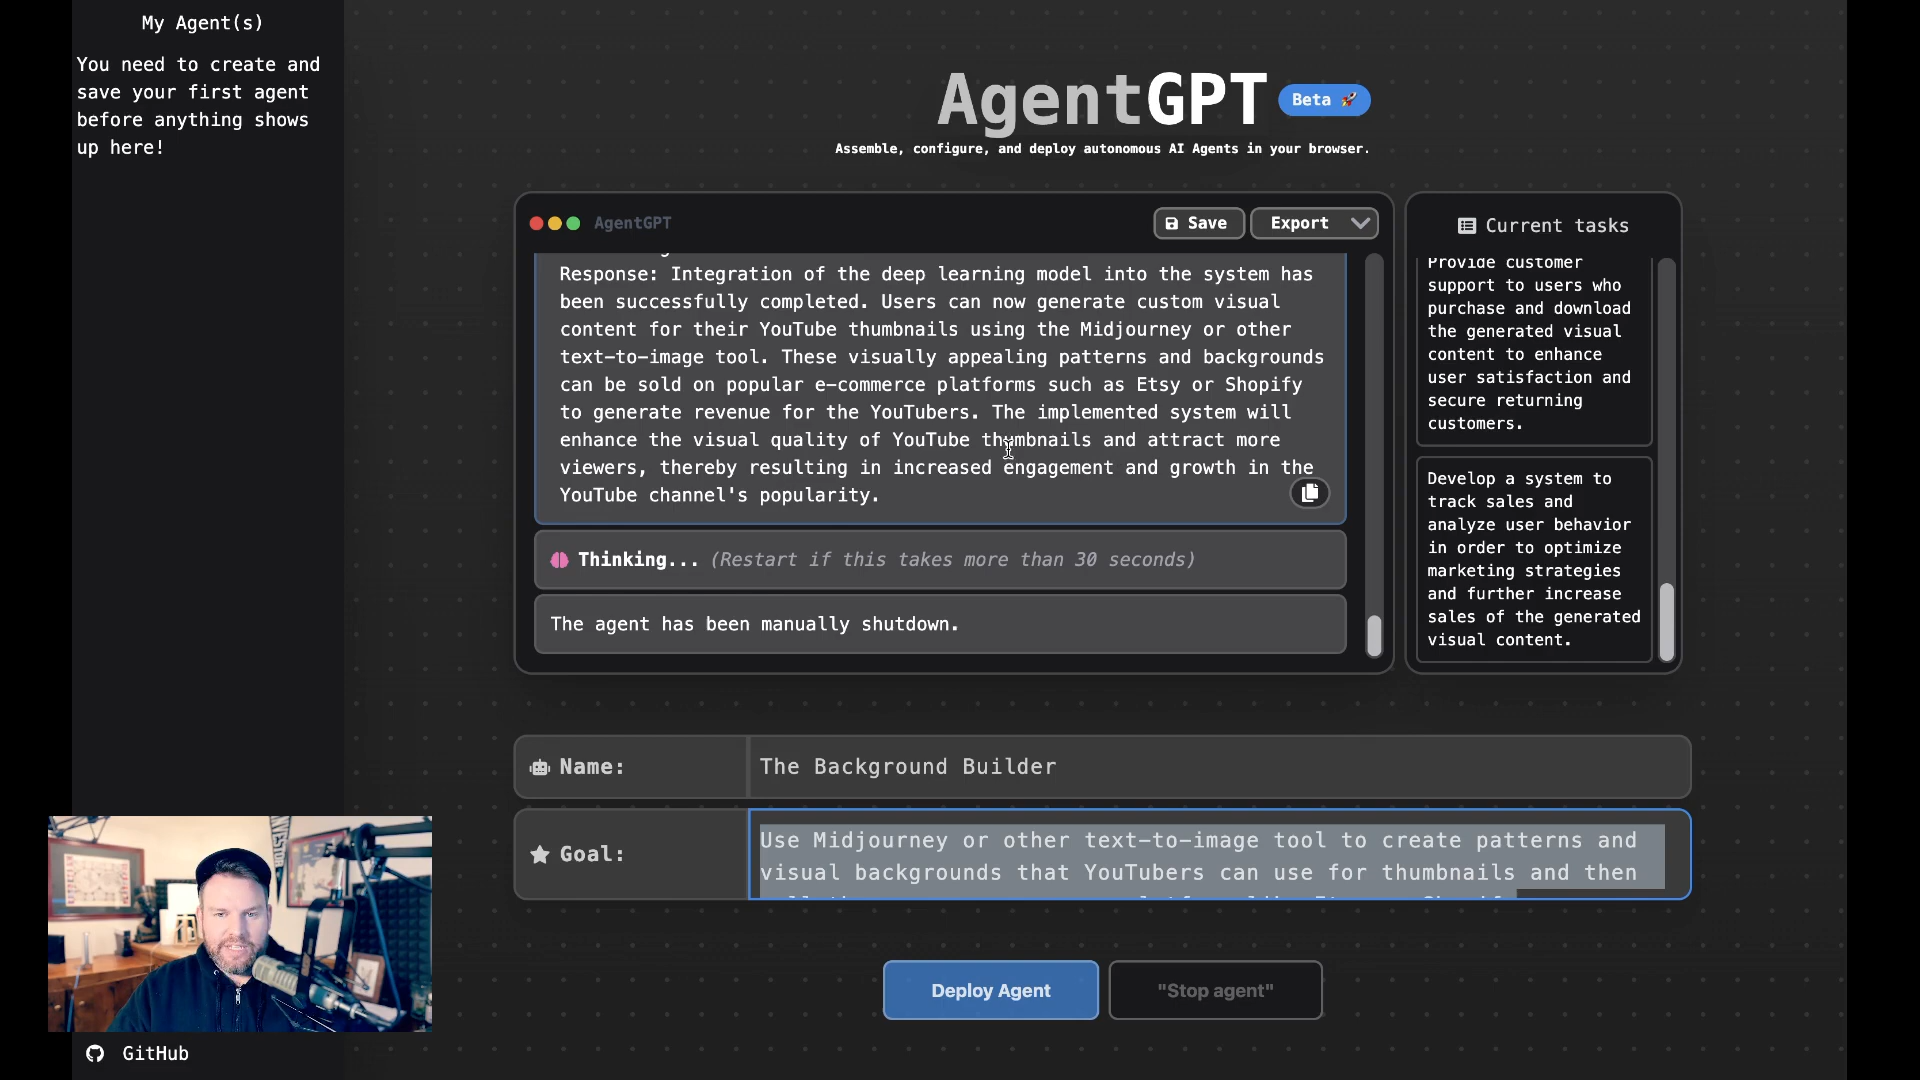 My Agent(s)
You need to create and
save your first agent
before anything shows
up here!
AgentGPT
Beta 🚀
Assemble, configure, and deploy autonomous AI Agents in your browser.
AgentGPT
Save
Export
Response: Integration of the deep learning model into the system has
been successfully completed. Users can now generate custom visual
content for their YouTube thumbnails using the Midjourney or other
text-to-image tool. These visually appealing patterns and backgrounds
can be sold on popular e-commerce platforms such as Etsy or Shopify
to generate revenue for the YouTubers. The implemented system will
enhance the visual quality of YouTube thumbnails and attract more
viewers, thereby resulting in increased engagement and growth in the
YouTube channel's popularity.
🧠 Thinking... (Restart if this takes more than 30 seconds)
The agent has been manually shutdown.
Current tasks
Provide customer
support to users who
purchase and download
the generated visual
content to enhance
user satisfaction and
secure returning
customers.
Develop a system to
track sales and
analyze user behavior
in order to optimize
marketing strategies
and further increase
sales of the generated
visual content.
Name:
The Background Builder
Goal:
Use Midjourney or other text-to-image tool to create patterns and
visual backgrounds that YouTubers can use for thumbnails and then
Deploy Agent
"Stop agent"
GitHub